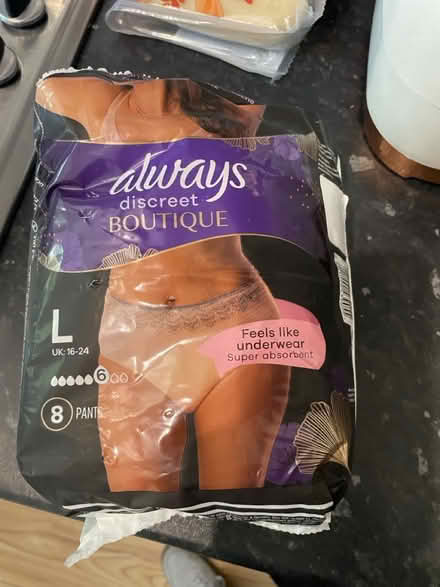 always
discreet
BOUTIQUE
L
UK: 16-24
Feels like
underwear
Super absorbent
6
8 PANTS